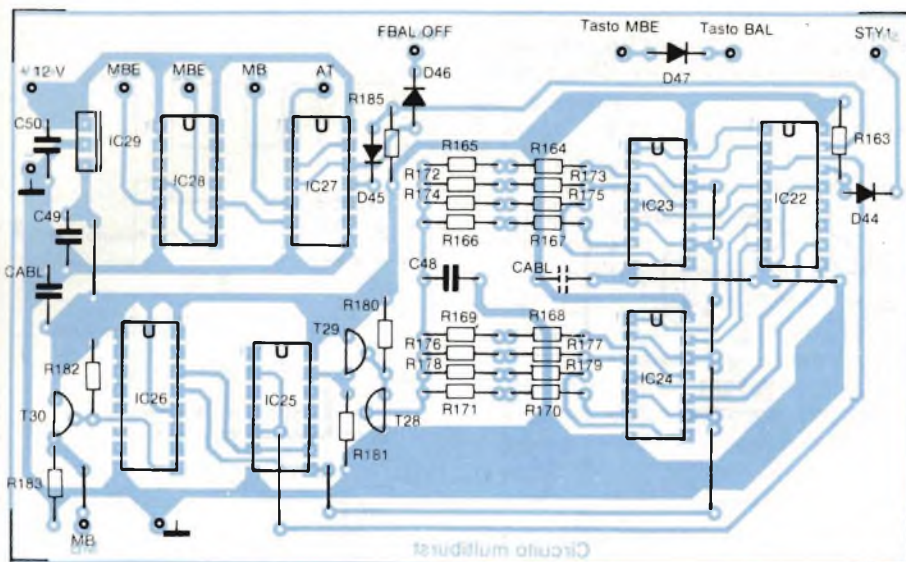 FBAL OFF
Tasto MBE
Tasto BAL
+ 12-V
MBE
MBE
MB
AT
D46
D47
R185
C50
IC29
IC28
IC27
D45
R165
R164
R172
R173
R174
R175
R166
R167
IC23
IC22
R163
D44
C49
CABL
C48
CABL
R180
T29
R169
R168
R176
R177
R178
R179
R171
R170
IC24
R182
T30
IC26
IC25
T28
R181
R183
MB
MB
Circuito multiburst